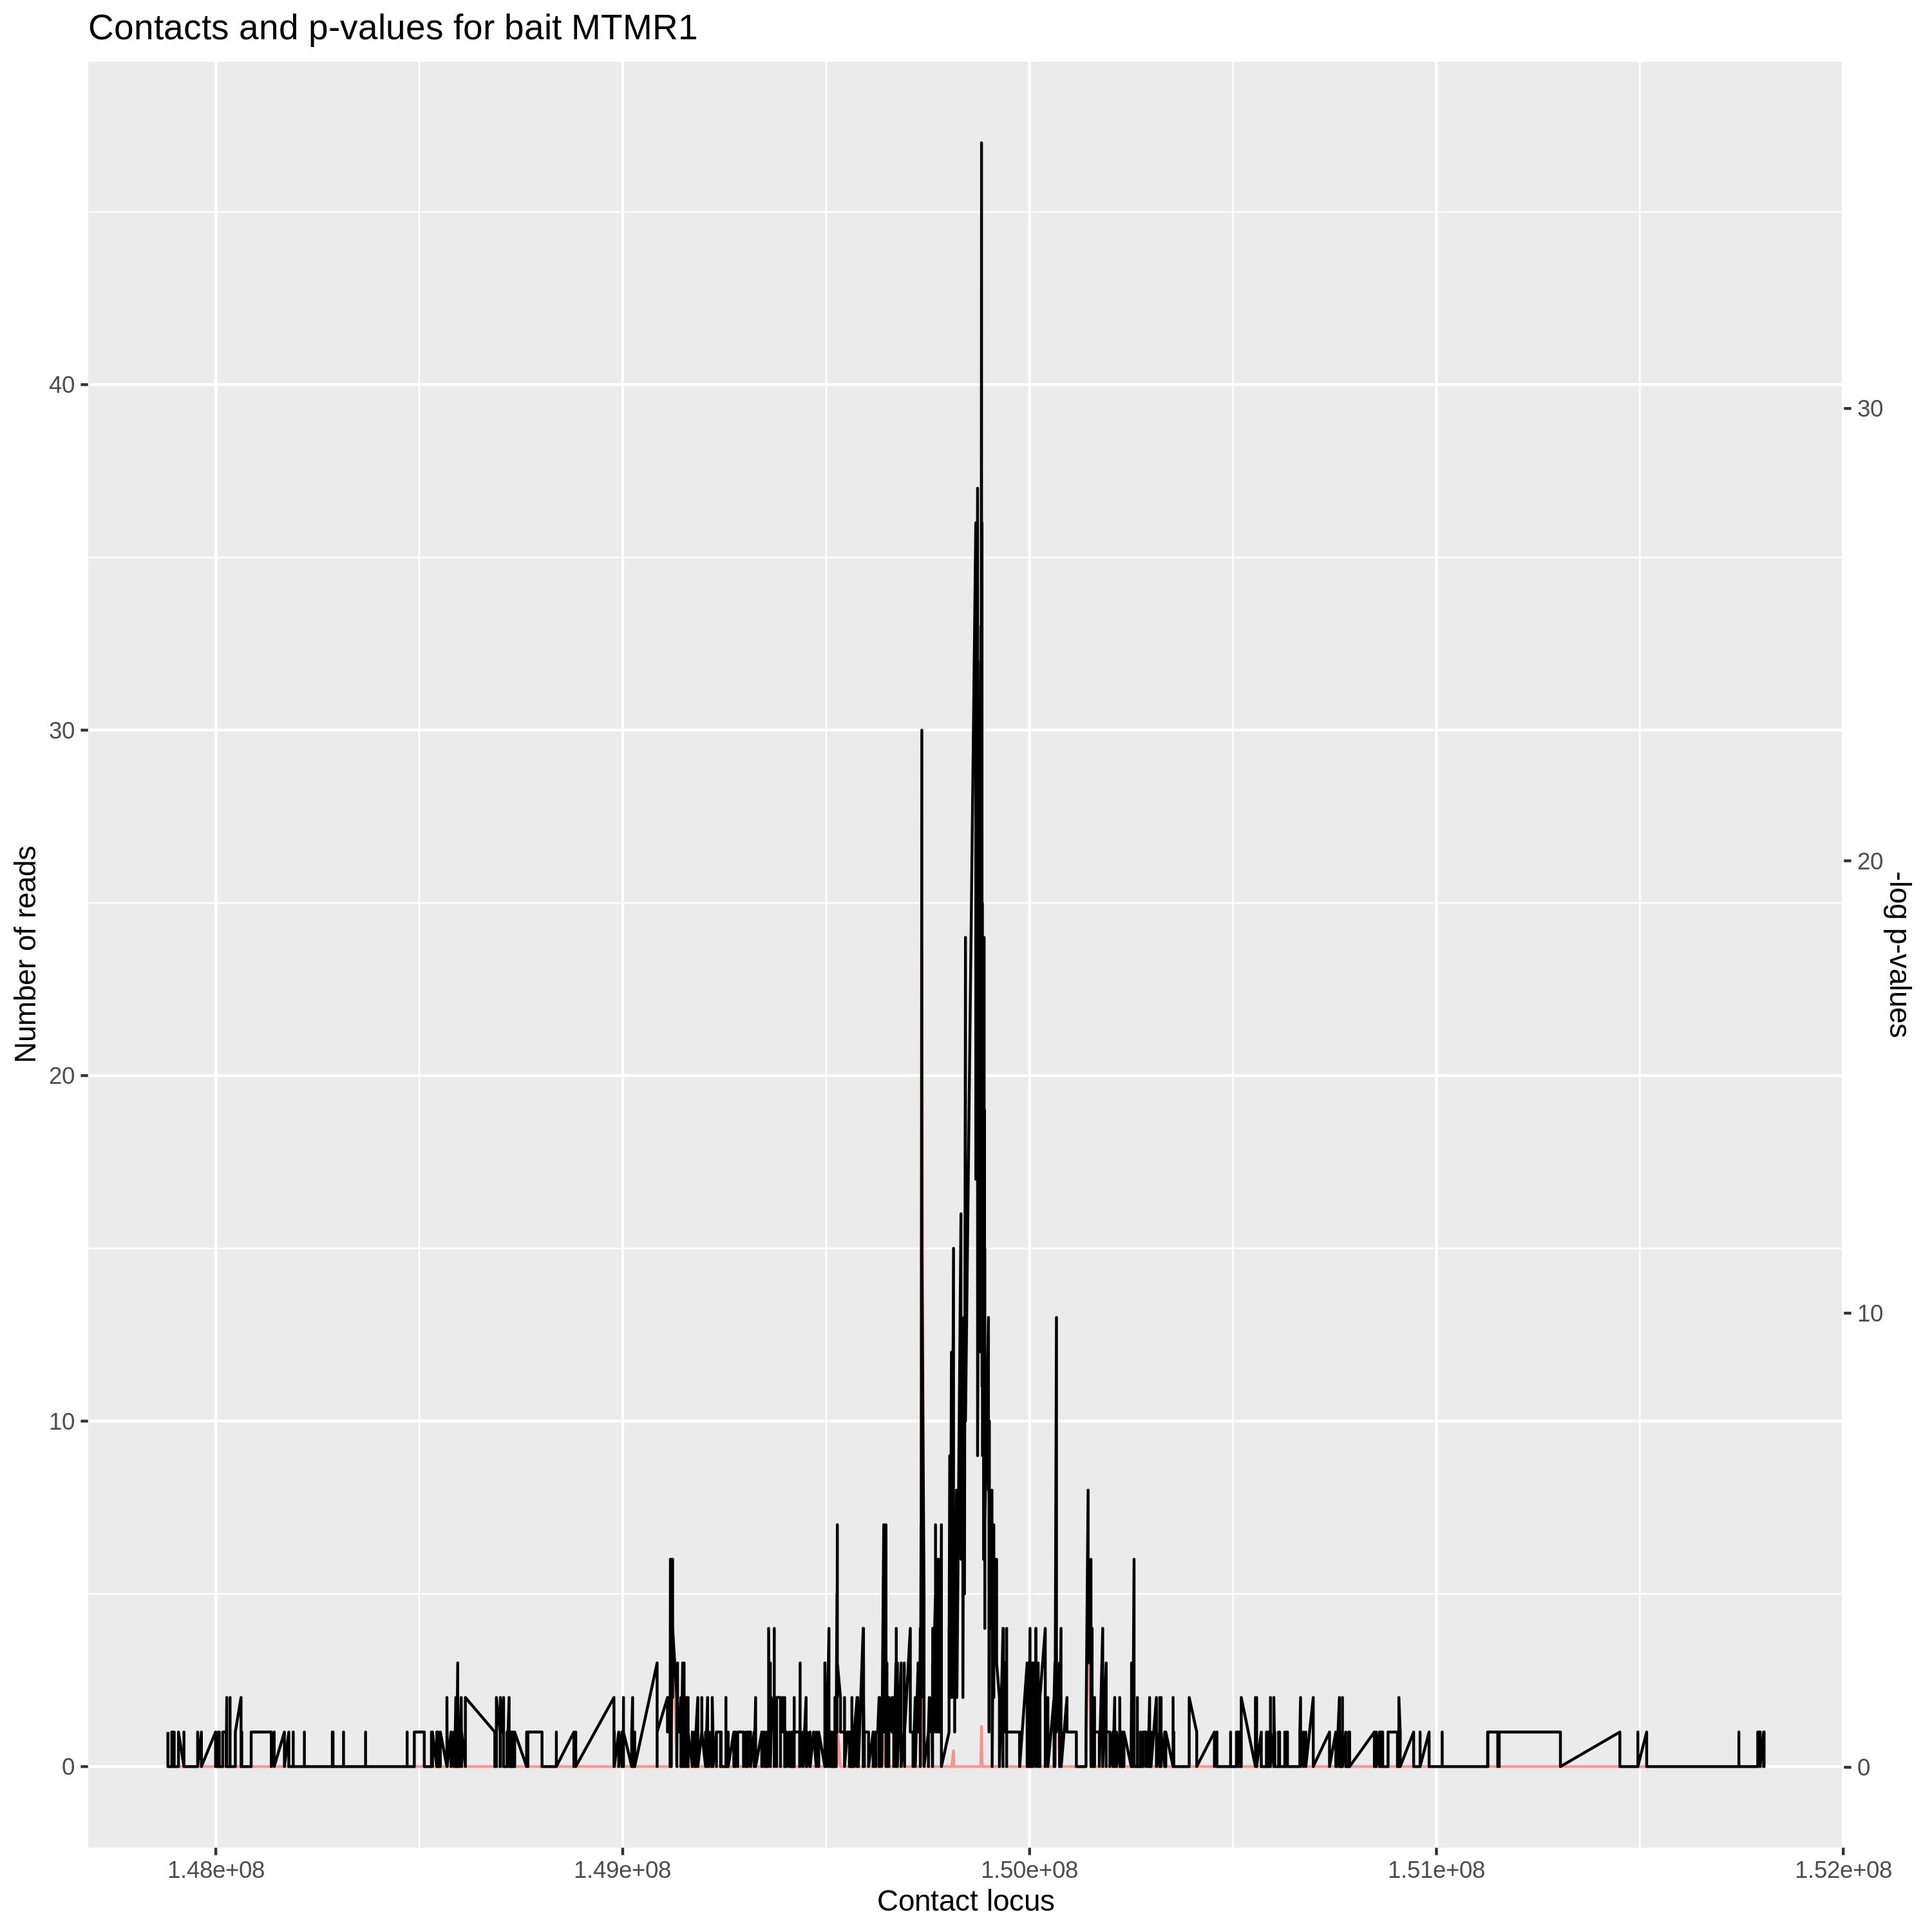 Contacts and p-values for bait MTMR1
40
30
20
10
0
Number of reads
30
20
10
0
-log p-values
1.48e+08
1.49e+08
1.50e+08
1.51e+08
1.52e+08
Contact locus